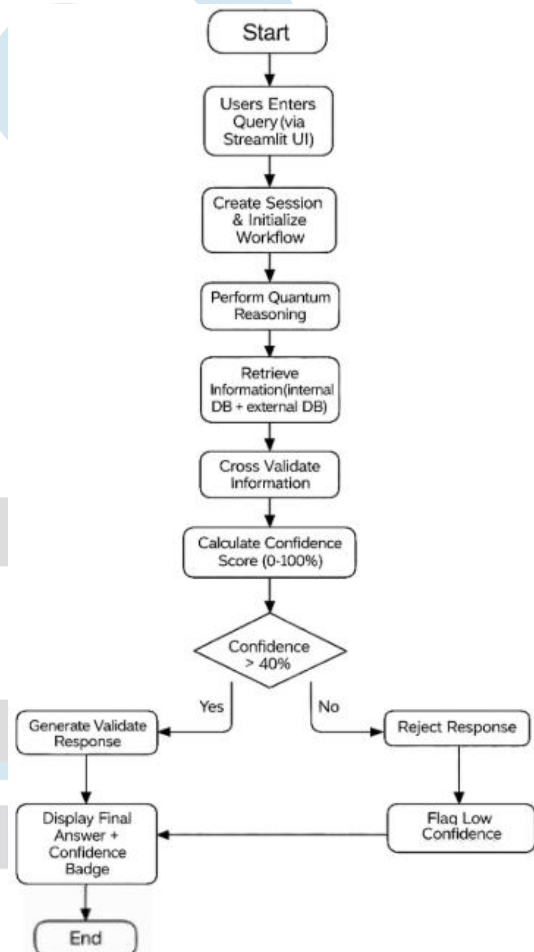 Start
Users Enters
Query (via
Streamlit UI)
Create Session
& Initialize
Workflow
Perform Quantum
Reasoning
Retrieve
Information(internal
DB + external DB)
Cross Validate
Information
Calculate Confidence
Score (0-100%)
Confidence
> 40%
Yes
No
Generate Validate
Response
Reject Response
Display Final
Answer +
Confidence
Badge
Flag Low
Confidence
End